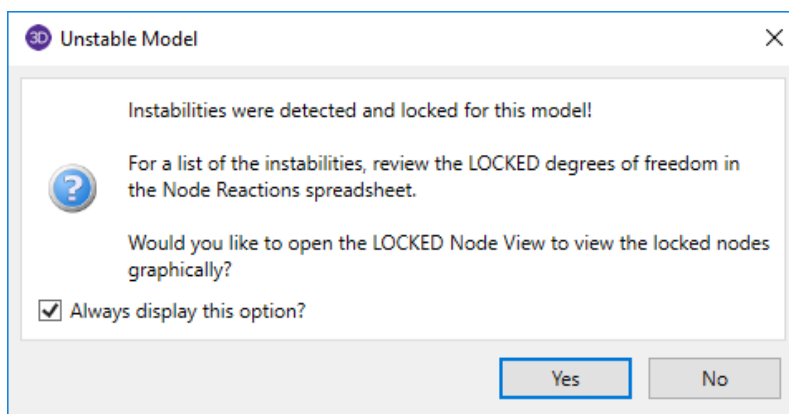 3D Unstable Model
Instabilities were detected and locked for this model!
For a list of the instabilities, review the LOCKED degrees of freedom in
the Node Reactions spreadsheet.
Would you like to open the LOCKED Node View to view the locked nodes
graphically?
Always display this option?
Yes No